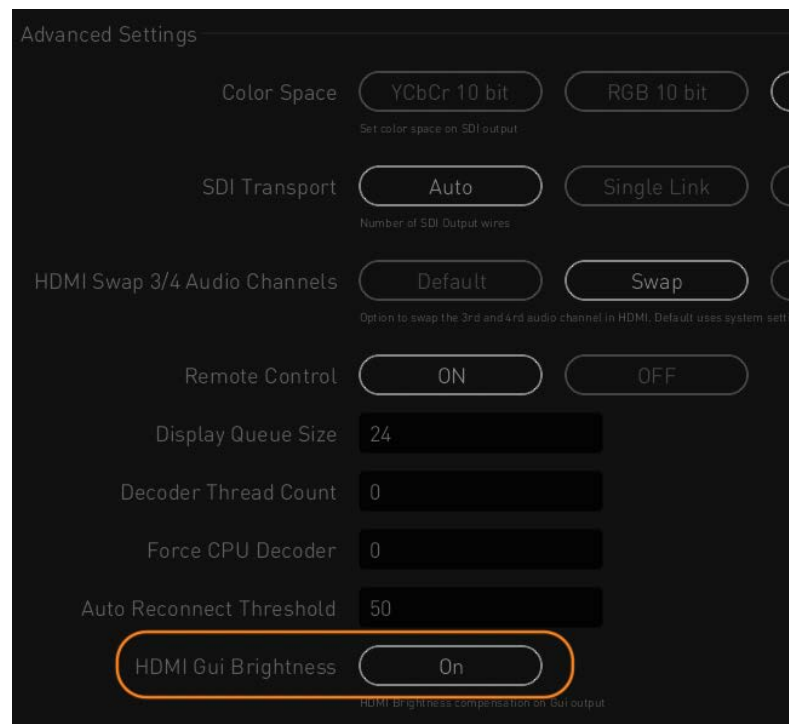 Advanced Settings
Color Space YCbCr 10 bit RGB 10 bit
Set color space on SDI output
SDI Transport Auto Single Link
Number of SDI Output wires
HDMI Swap 3/4 Audio Channels Default Swap
Option to swap the 3rd and 4rd audio channel in HDMI. Default uses system sett
Remote Control ON OFF
Display Queue Size 24
Decoder Thread Count 0
Force CPU Decoder 0
Auto Reconnect Threshold 50
HDMI Gui Brightness On
HDMI Brightness compensation on Gui output